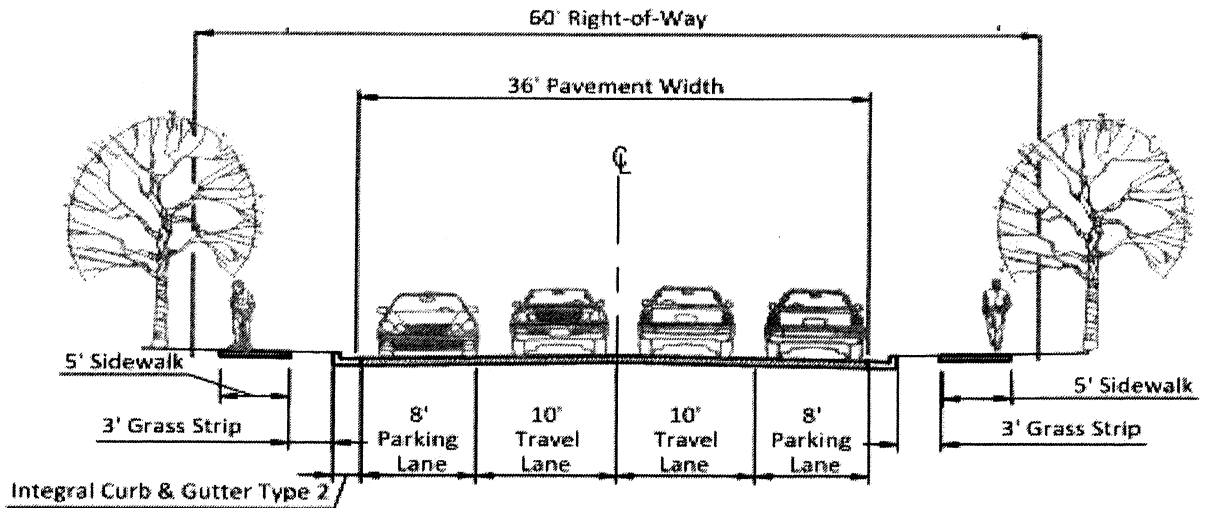 60' Right-of-Way
36' Pavement Width
CL
5' Sidewalk
3' Grass Strip
8'
Parking
Lane
10'
Travel
Lane
10'
Travel
Lane
8'
Parking
Lane
5' Sidewalk
3' Grass Strip
Integral Curb & Gutter Type 2